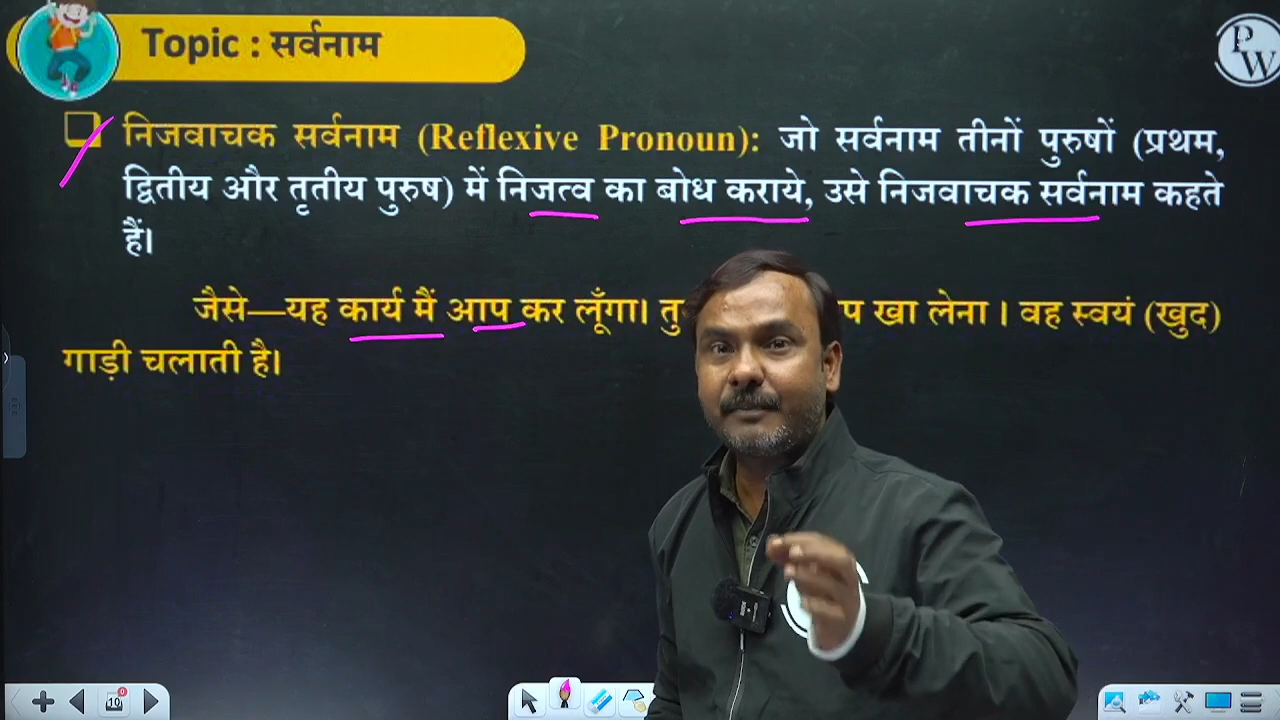 Topic : सर्वनाम
PW
निजवाचक सर्वनाम (Reflexive Pronoun): जो सर्वनाम तीनों पुरुषों (प्रथम,
द्वितीय और तृतीय पुरुष) में निजत्व का बोध कराये, उसे निजवाचक सर्वनाम कहते
हैं।
जैसे—यह कार्य मैं आप कर लूँगा। खा लेना । वह स्वयं (खुद)
गाड़ी चलाती है।
10